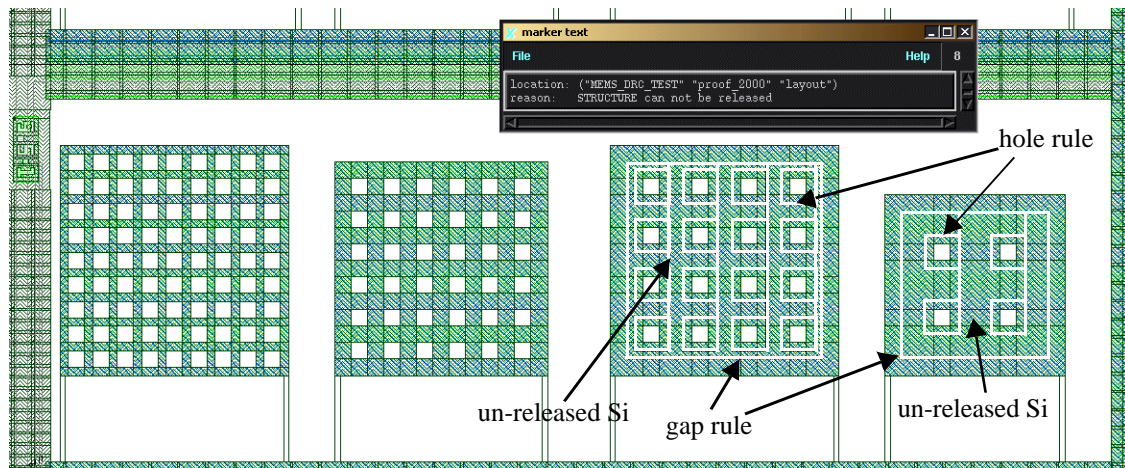 marker text
File Help 8
location: ("MEMS_DRC_TEST" "proof_2000" "layout")
reason: STRUCTURE can not be released
hole rule
un-released Si
gap rule
un-released Si